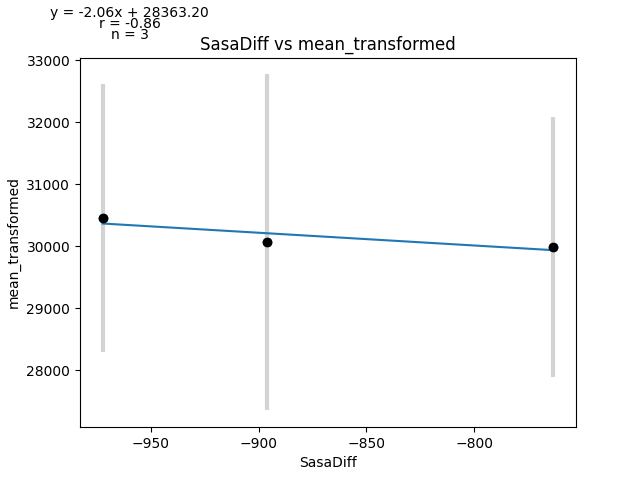 y = -2.06x + 28363.20
r = -0.86
n = 3
SasaDiff vs mean_transformed
33000
32000
31000
30000
29000
28000
mean_transformed
−950
−900
−850
−800
SasaDiff